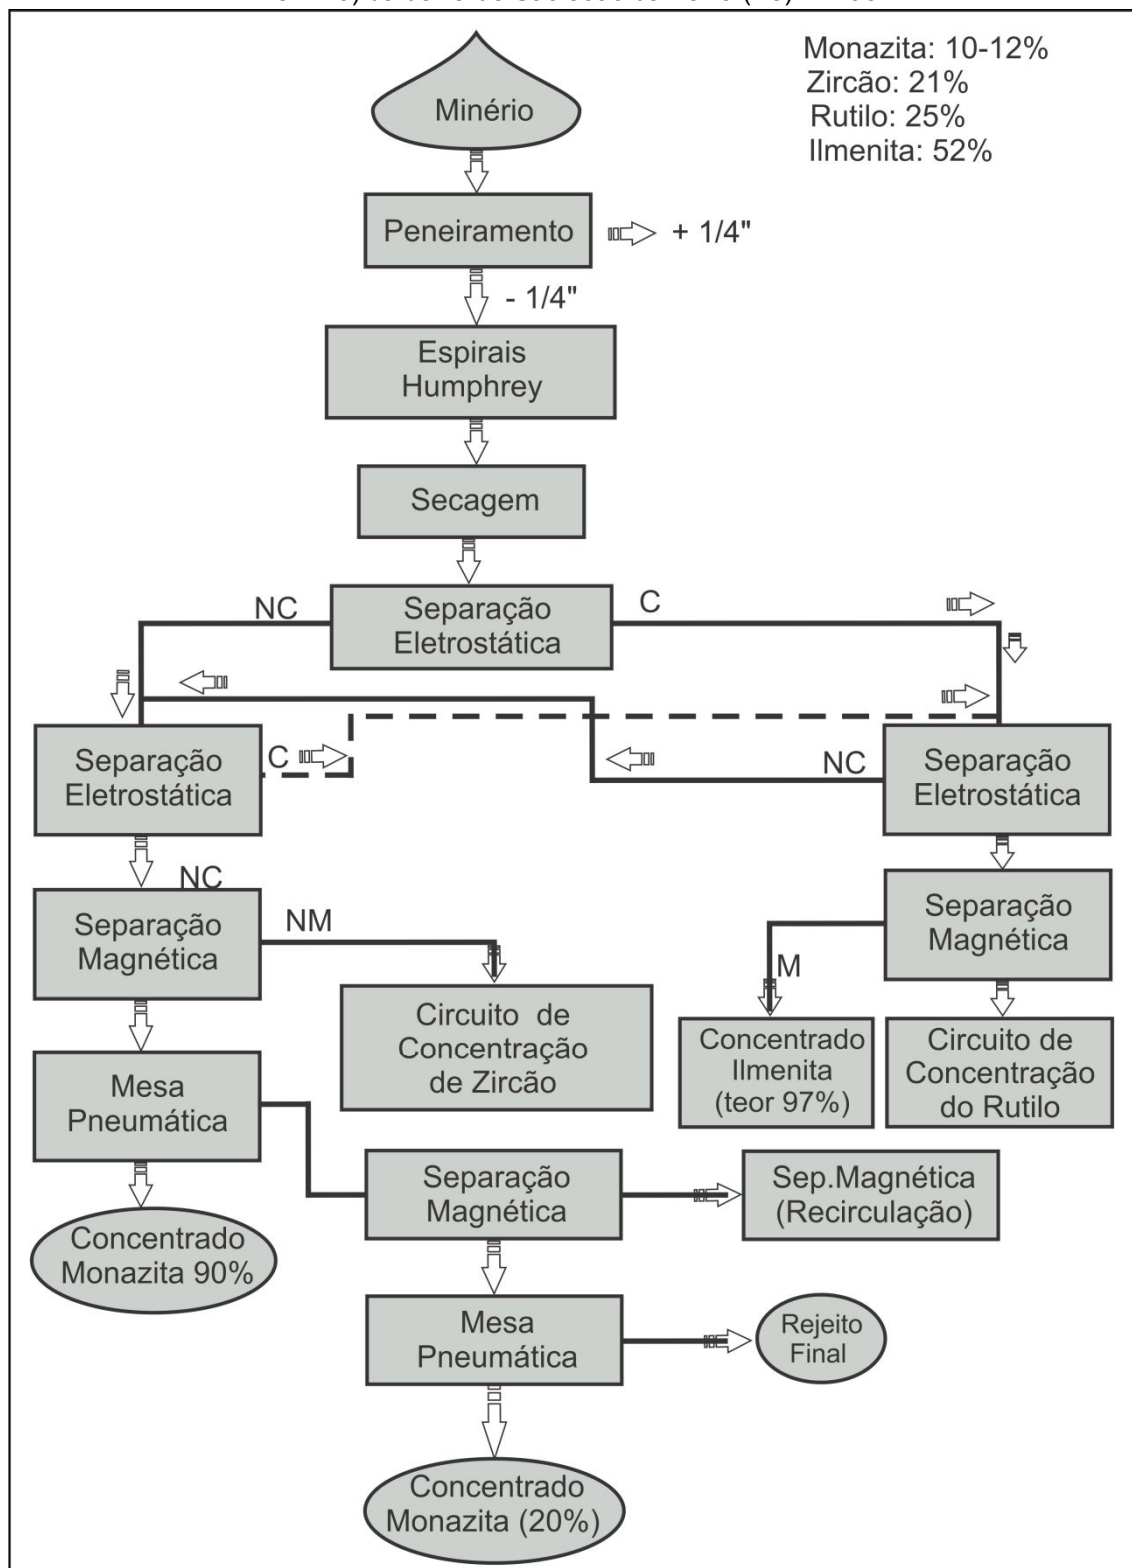 Monazita: 10-12%
Zircão: 21%
Rutilo: 25%
Ilmenita: 52%
Minério
Peneiramento
+ 1/4"
- 1/4"
Espirais
Humphrey
Secagem
Separação
Eletrostática
NC
C
Separação
Eletrostática
C
NC
Separação
Eletrostática
NC
Separação
Magnética
NM
Separação
Magnética
M
Circuito de
Concentração
de Zircão
Concentrado
Ilmenita
(teor 97%)
Circuito de
Concentração
do Rutilo
Mesa
Pneumática
Separação
Magnética
Sep.Magnética
(Recirculação)
Concentrado
Monazita 90%
Mesa
Pneumática
Rejeito
Final
Concentrado
Monazita (20%)